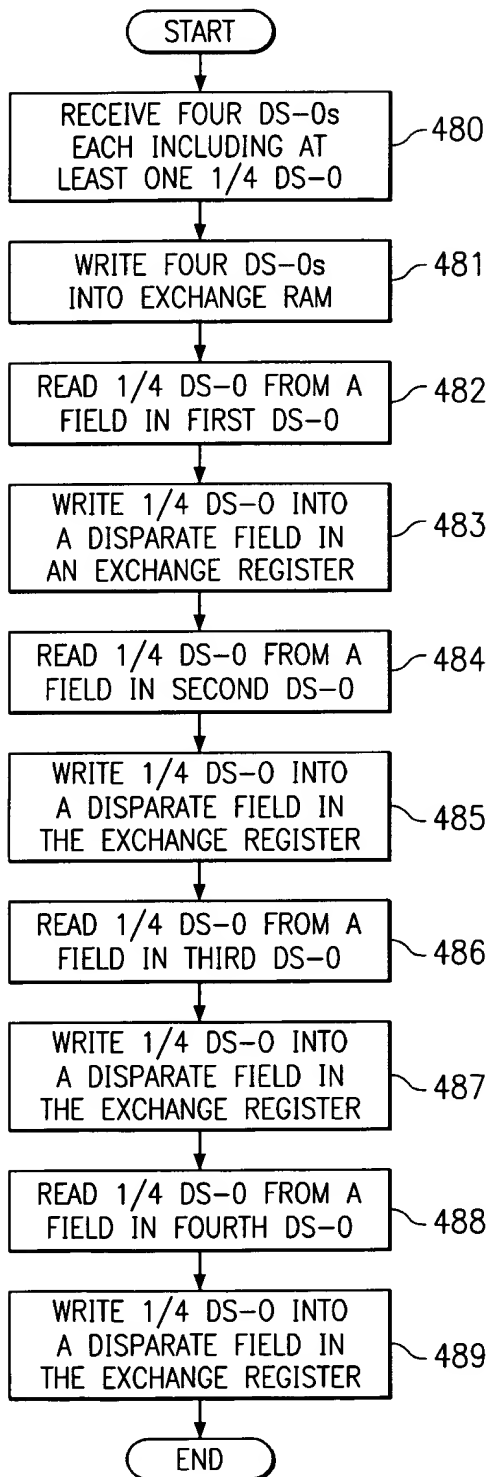 START
RECEIVE FOUR DS-0s
EACH INCLUDING AT
LEAST ONE 1/4 DS-0
480
WRITE FOUR DS-0s
INTO EXCHANGE RAM
481
READ 1/4 DS-0 FROM A
FIELD IN FIRST DS-0
482
WRITE 1/4 DS-0 INTO
A DISPARATE FIELD IN
AN EXCHANGE REGISTER
483
READ 1/4 DS-0 FROM A
FIELD IN SECOND DS-0
484
WRITE 1/4 DS-0 INTO
A DISPARATE FIELD IN
THE EXCHANGE REGISTER
485
READ 1/4 DS-0 FROM A
FIELD IN THIRD DS-0
486
WRITE 1/4 DS-0 INTO
A DISPARATE FIELD IN
THE EXCHANGE REGISTER
487
READ 1/4 DS-0 FROM A
FIELD IN FOURTH DS-0
488
WRITE 1/4 DS-0 INTO
A DISPARATE FIELD IN
THE EXCHANGE REGISTER
489
END